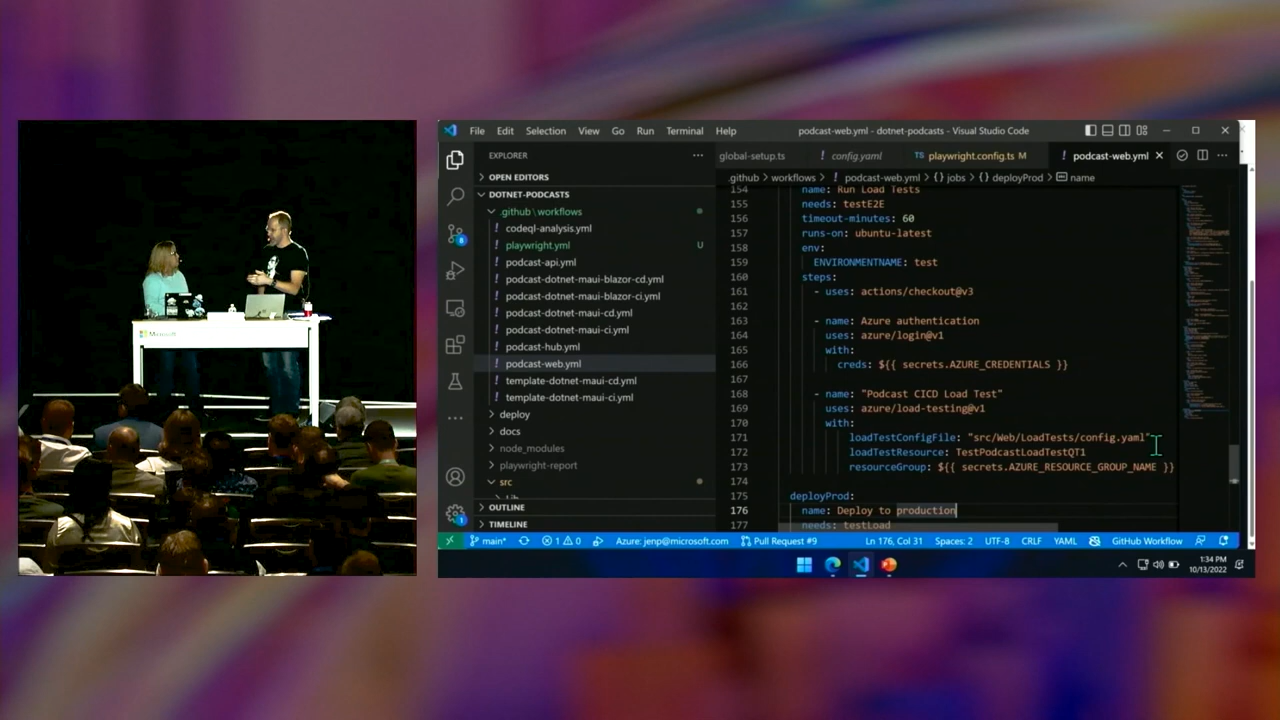 Microsoft
File Edit Selection View Go Run Terminal Help
podcast-web.yml - dotnet-podcasts - Visual Studio Code
EXPLORER
global-setup.ts
config.yaml
playwright.config.ts M
podcast-web.yml
OPEN EDITORS
DOTNET-PODCASTS
.github\workflows
codeql-analysis.yml
playwright.yml U
podcast-api.yml
podcast-dotnet-maui-blazor-cd.yml
podcast-dotnet-maui-blazor-ci.yml
podcast-dotnet-maui-cd.yml
podcast-dotnet-maui-ci.yml
podcast-hub.yml
podcast-web.yml
template-dotnet-maui-cd.yml
template-dotnet-maui-ci.yml
deploy
docs
node_modules
playwright-report
src
Lib
OUTLINE
TIMELINE
.github > workflows > podcast-web.yml > {} jobs > {} deployProd > name
154 name: Run Load Tests
155 needs: testE2E
156 timeout-minutes: 60
157 runs-on: ubuntu-latest
158 env:
159 ENVIRONMENTNAME: test
160 steps:
161 - uses: actions/checkout@v3
162
163 - name: Azure authentication
164 uses: azure/login@v1
165 with:
166 creds: ${{ secrets.AZURE_CREDENTIALS }}
167
168 - name: "Podcast CICD Load Test"
169 uses: azure/load-testing@v1
170 with:
171 loadTestConfigFile: "src/Web/LoadTests/config.yaml"
172 loadTestResource: TestPodcastLoadTestQT1
173 resourceGroup: ${{ secrets.AZURE_RESOURCE_GROUP_NAME }}
174
175 deployProd:
176 name: Deploy to production
177 needs: testLoad
main* 1 0 Azure: jenp@microsoft.com Pull Request #9 Ln 176, Col 31 Spaces: 2 UTF-8 CRLF YAML GitHub Workflow
1:34 PM
10/13/2022